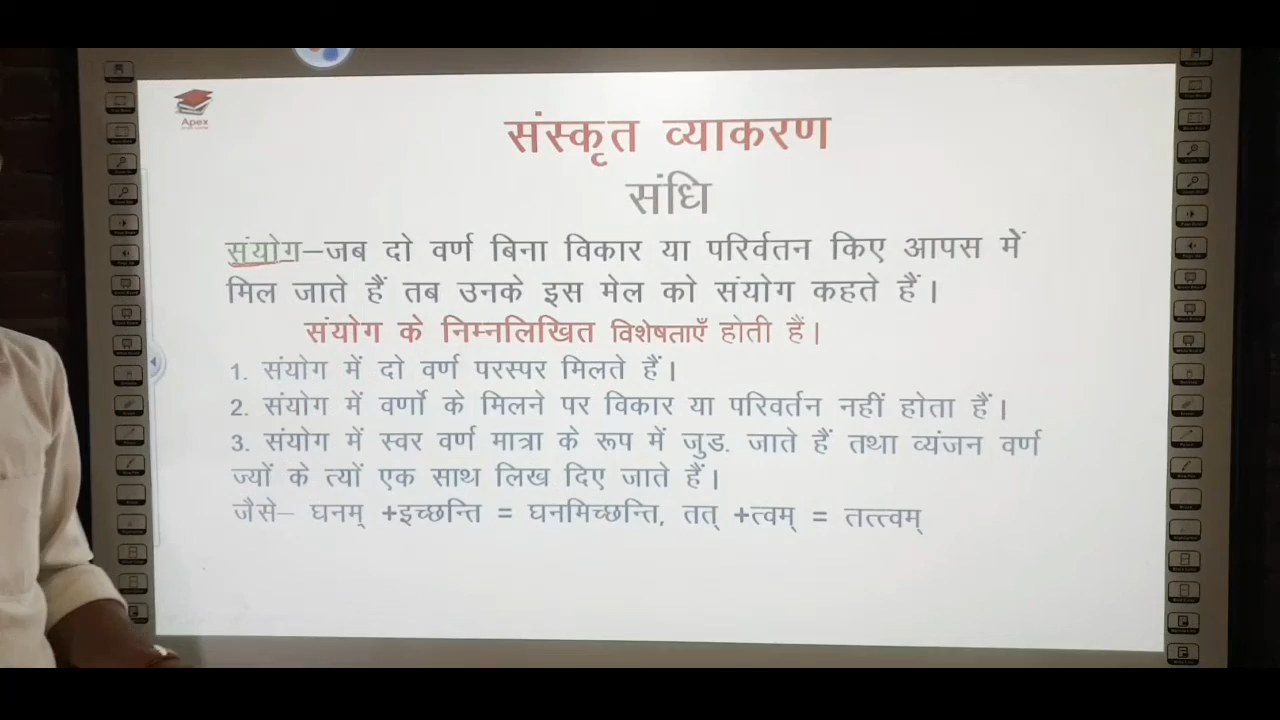 Apex
संस्कृत व्याकरण
संधि
संयोग–जब दो वर्ण बिना विकार या परिर्वतन किए आपस में
मिल जाते हैं तब उनके इस मेल को संयोग कहते हैं।
संयोग के निम्नलिखित विशेषताएँ होती हैं।
1. संयोग में दो वर्ण परस्पर मिलते हैं।
2. संयोग में वर्णो के मिलने पर विकार या परिवर्तन नहीं होता हैं।
3. संयोग में स्वर वर्ण मात्रा के रूप में जुड. जाते हैं तथा व्यंजन वर्ण
ज्यों के त्यों एक साथ लिख दिए जाते हैं।
जैसे– घनम् +इच्छन्ति = घनमिच्छन्ति, तत् +त्वम् = तत्त्वम्